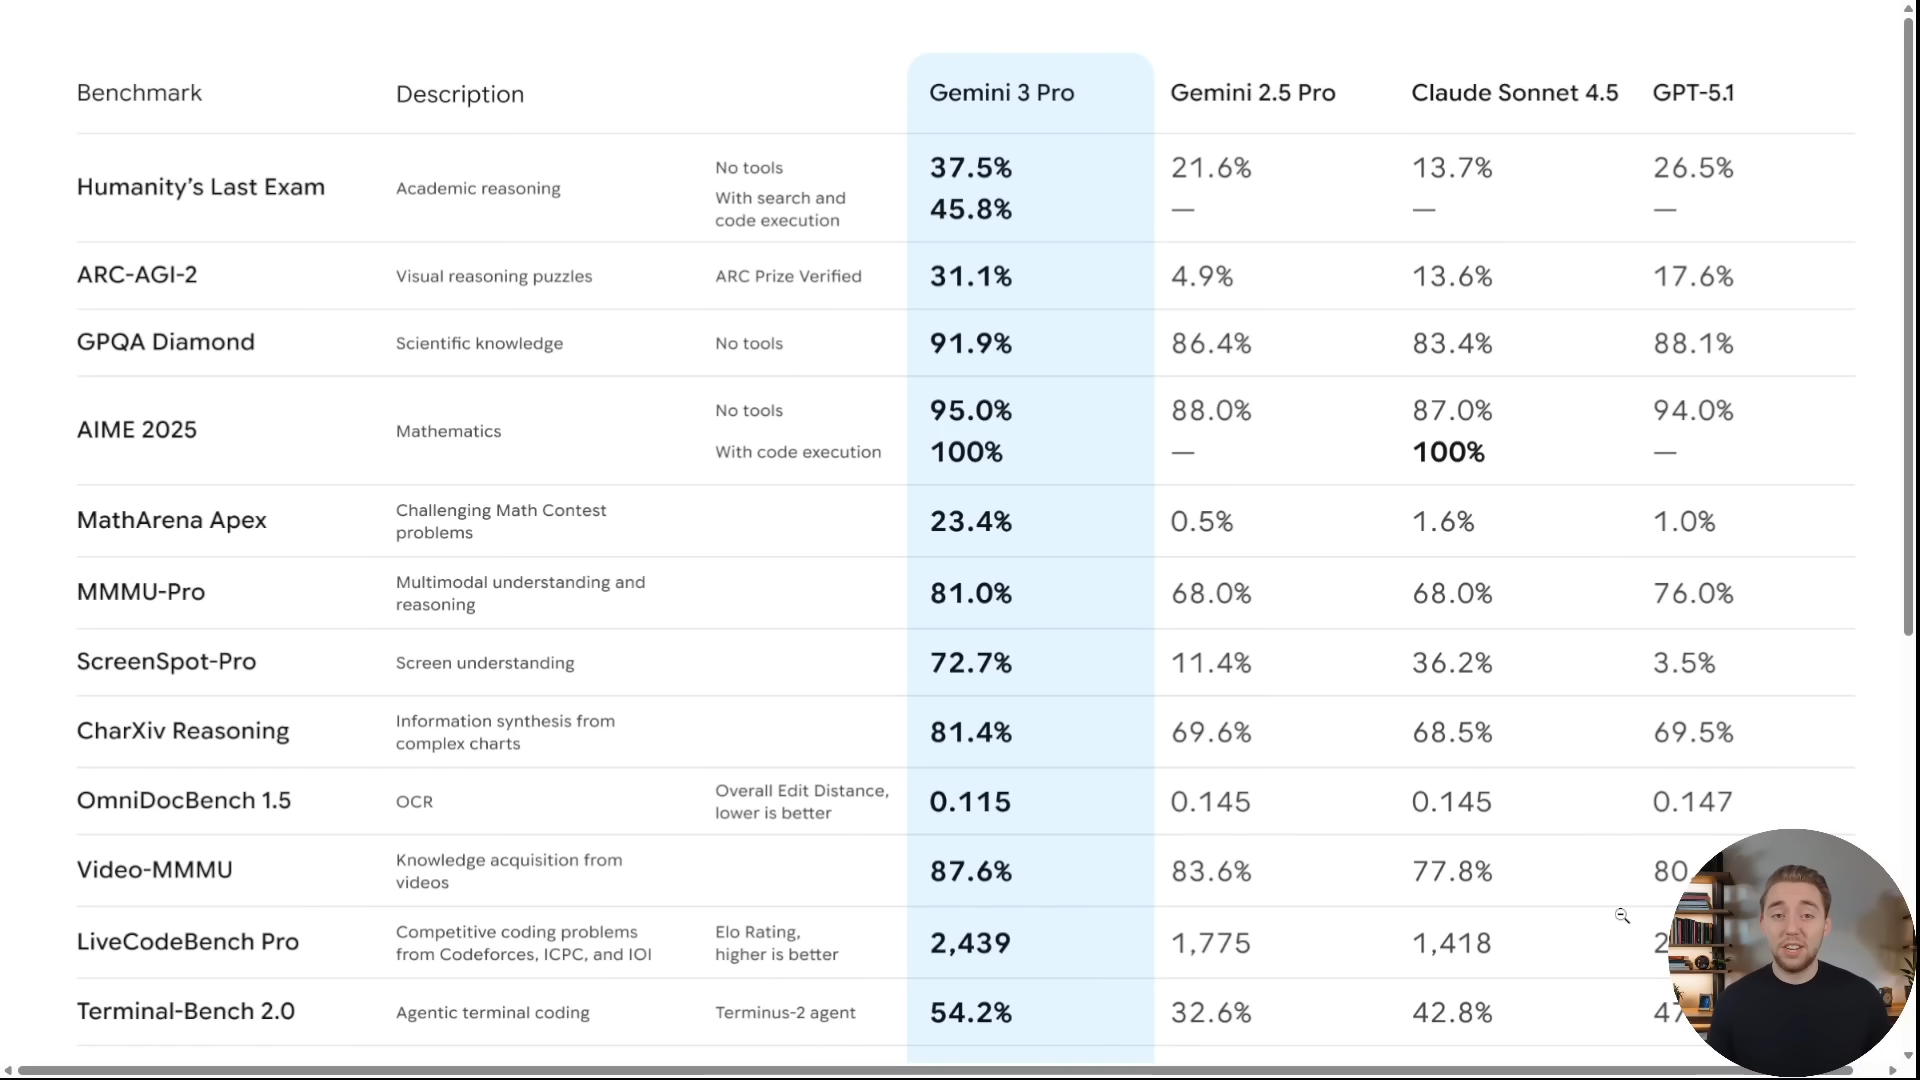 Benchmark Description Gemini 3 Pro Gemini 2.5 Pro Claude Sonnet 4.5 GPT-5.1
Humanity’s Last Exam Academic reasoning No tools 37.5% 21.6% 13.7% 26.5%
With search and
code execution 45.8% — — —
ARC-AGI-2 Visual reasoning puzzles ARC Prize Verified 31.1% 4.9% 13.6% 17.6%
GPQA Diamond Scientific knowledge No tools 91.9% 86.4% 83.4% 88.1%
AIME 2025 Mathematics No tools 95.0% 88.0% 87.0% 94.0%
With code execution 100% — 100% —
MathArena Apex Challenging Math Contest
problems 23.4% 0.5% 1.6% 1.0%
MMMU-Pro Multimodal understanding and
reasoning 81.0% 68.0% 68.0% 76.0%
ScreenSpot-Pro Screen understanding 72.7% 11.4% 36.2% 3.5%
CharXiv Reasoning Information synthesis from
complex charts 81.4% 69.6% 68.5% 69.5%
OmniDocBench 1.5 OCR Overall Edit Distance,
lower is better 0.115 0.145 0.145 0.147
Video-MMMU Knowledge acquisition from
videos 87.6% 83.6% 77.8%
LiveCodeBench Pro Competitive coding problems
from Codeforces, ICPC, and IOI Elo Rating,
higher is better 2,439 1,775 1,418
Terminal-Bench 2.0 Agentic terminal coding Terminus-2 agent 54.2% 32.6% 42.8%